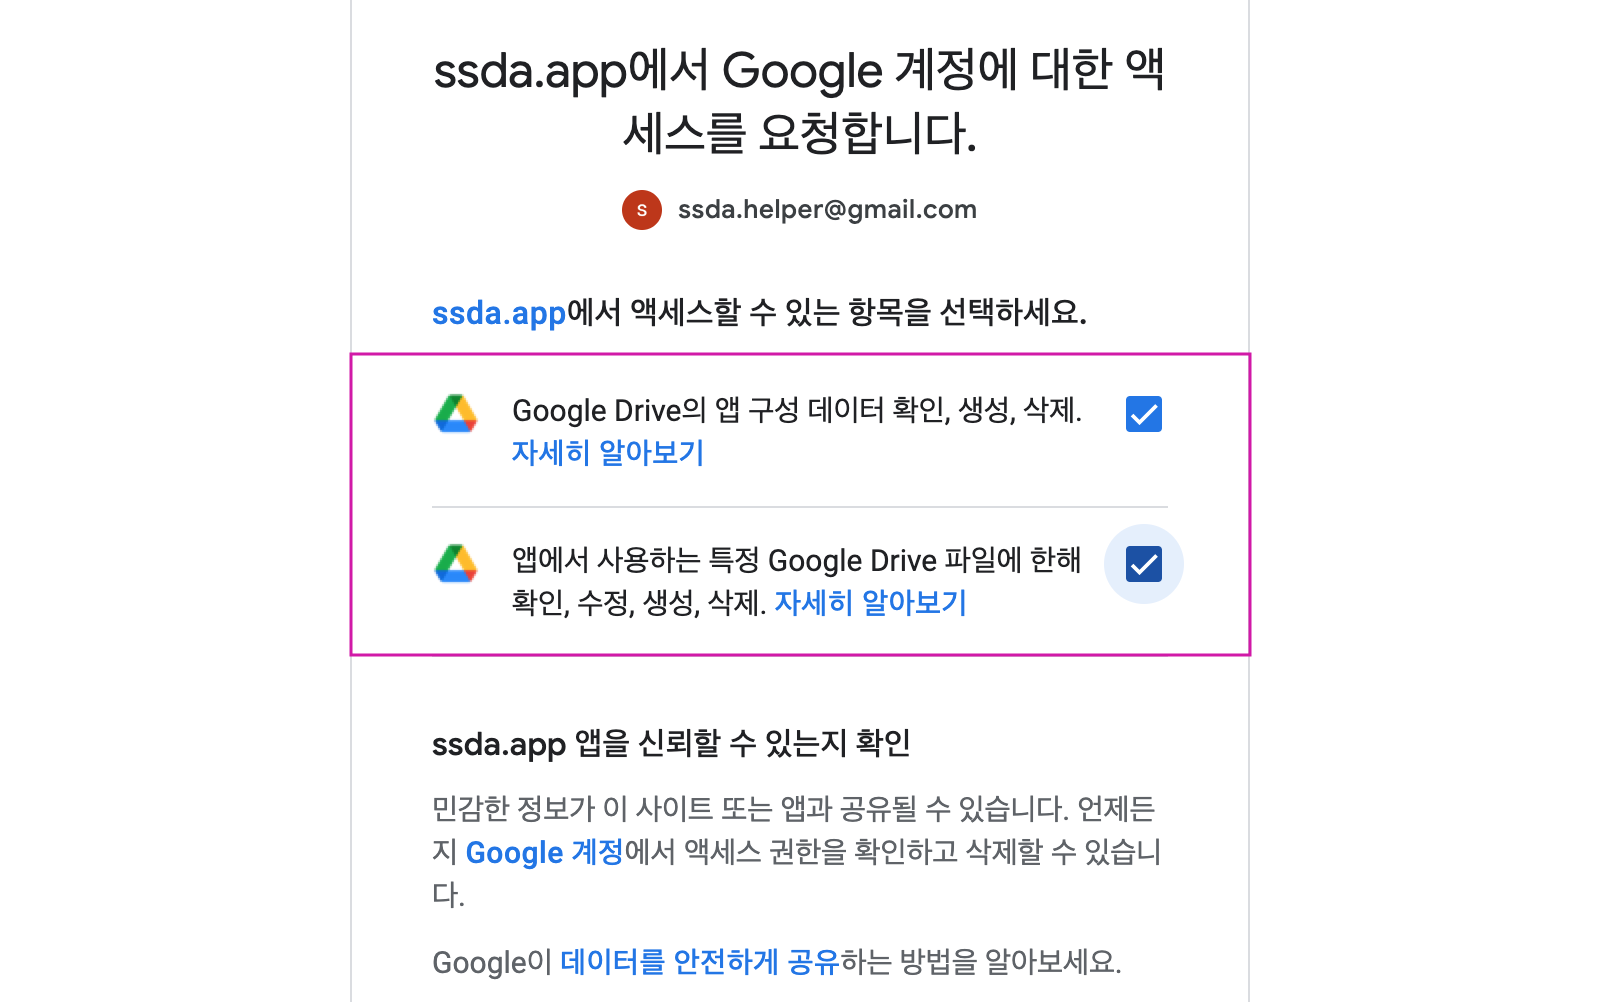 ssda.app에서 Google 계정에 대한 액
세스를 요청합니다.
s ssda.helper@gmail.com
ssda.app에서 액세스할 수 있는 항목을 선택하세요.
Google Drive의 앱 구성 데이터 확인, 생성, 삭제.
자세히 알아보기
앱에서 사용하는 특정 Google Drive 파일에 한해
확인, 수정, 생성, 삭제. 자세히 알아보기
ssda.app 앱을 신뢰할 수 있는지 확인
민감한 정보가 이 사이트 또는 앱과 공유될 수 있습니다. 언제든
지 Google 계정에서 액세스 권한을 확인하고 삭제할 수 있습니
다.
Google이 데이터를 안전하게 공유하는 방법을 알아보세요.